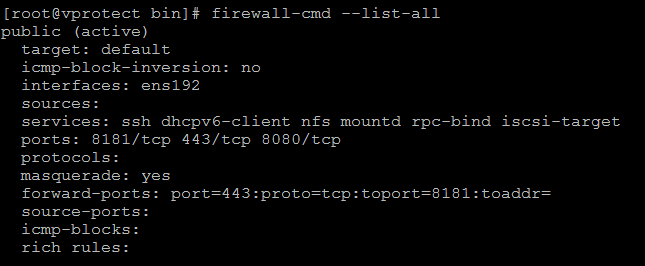 [root@vprotect bin]# firewall-cmd --list-all
public (active)
  target: default
  icmp-block-inversion: no
  interfaces: ens192
  sources:
  services: ssh dhcpv6-client nfs mountd rpc-bind iscsi-target
  ports: 8181/tcp 443/tcp 8080/tcp
  protocols:
  masquerade: yes
  forward-ports: port=443:proto=tcp:toport=8181:toaddr=
  source-ports:
  icmp-blocks:
  rich rules: